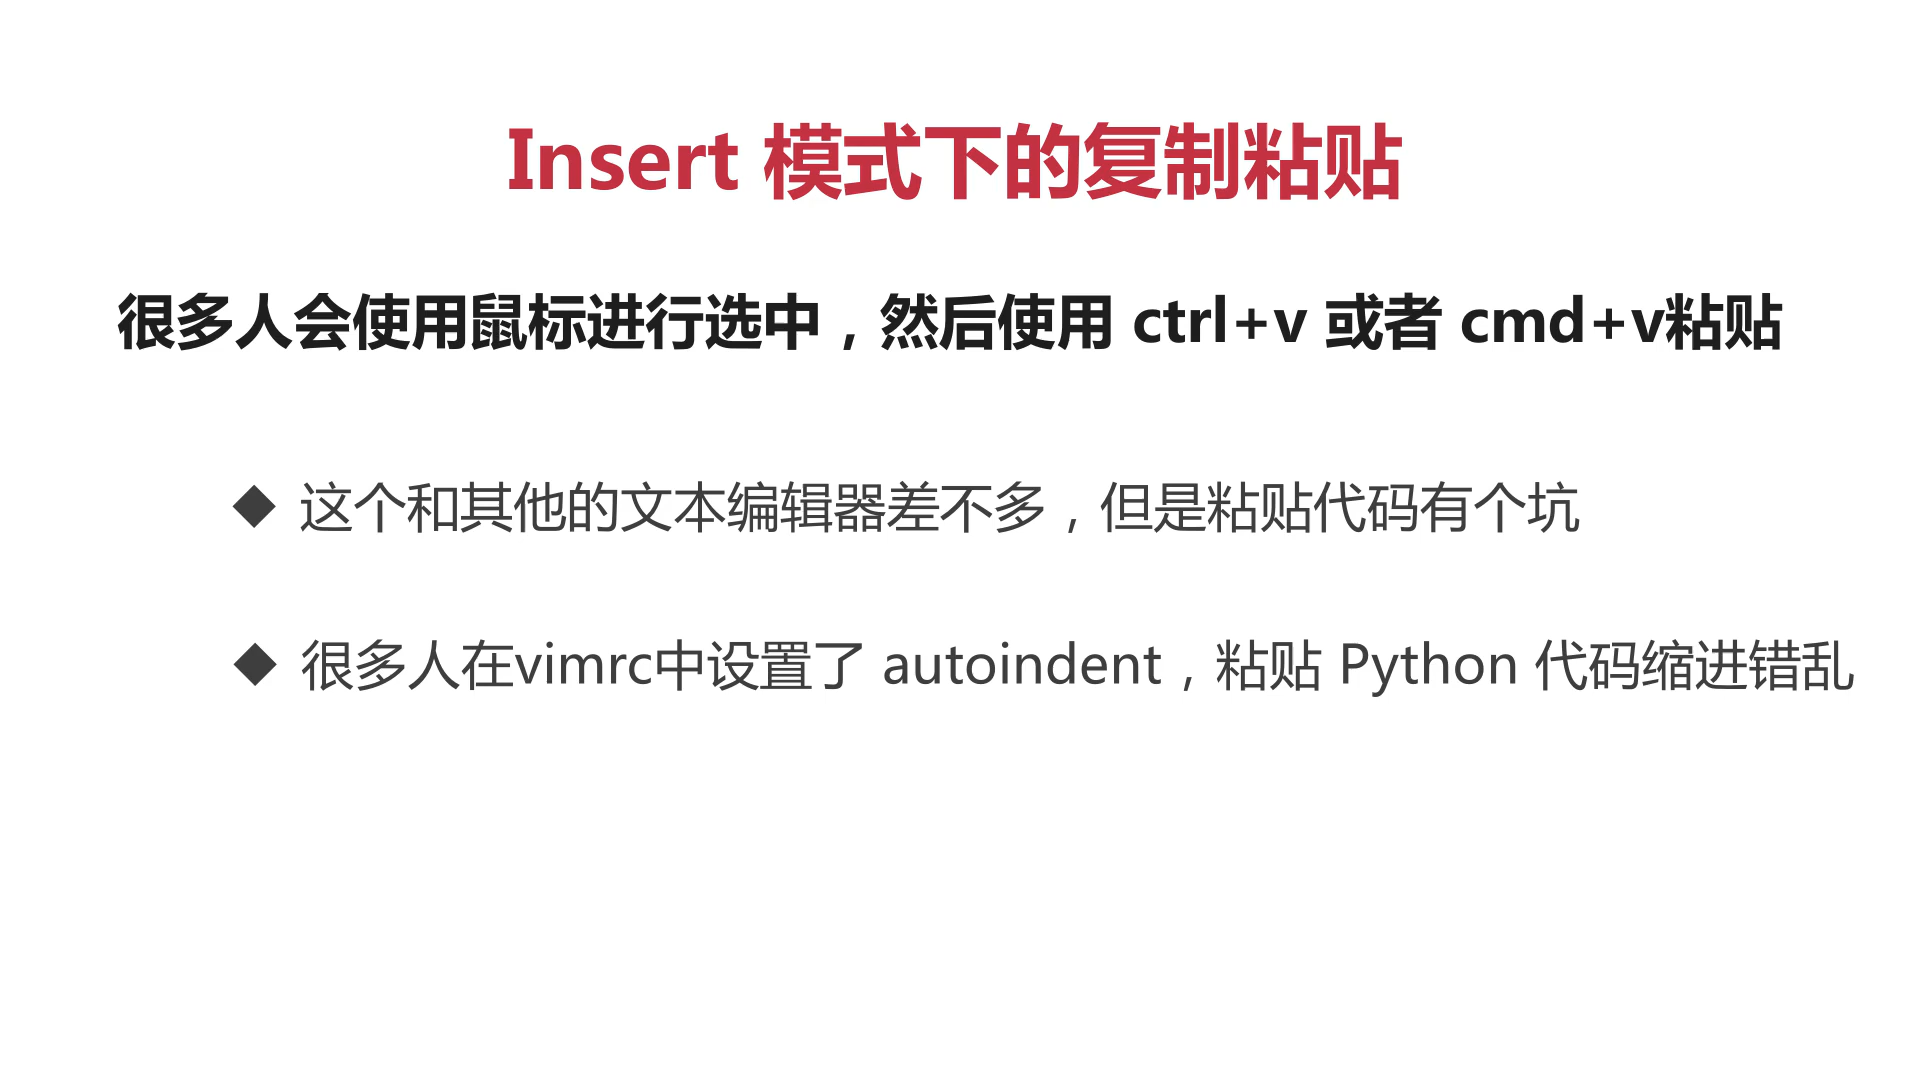 Insert 模式下的复制粘贴
很多人会使用鼠标进行选中，然后使用 ctrl+v 或者 cmd+v粘贴
◆ 这个和其他的文本编辑器差不多，但是粘贴代码有个坑
◆ 很多人在vimrc中设置了 autoindent，粘贴 Python 代码缩进错乱